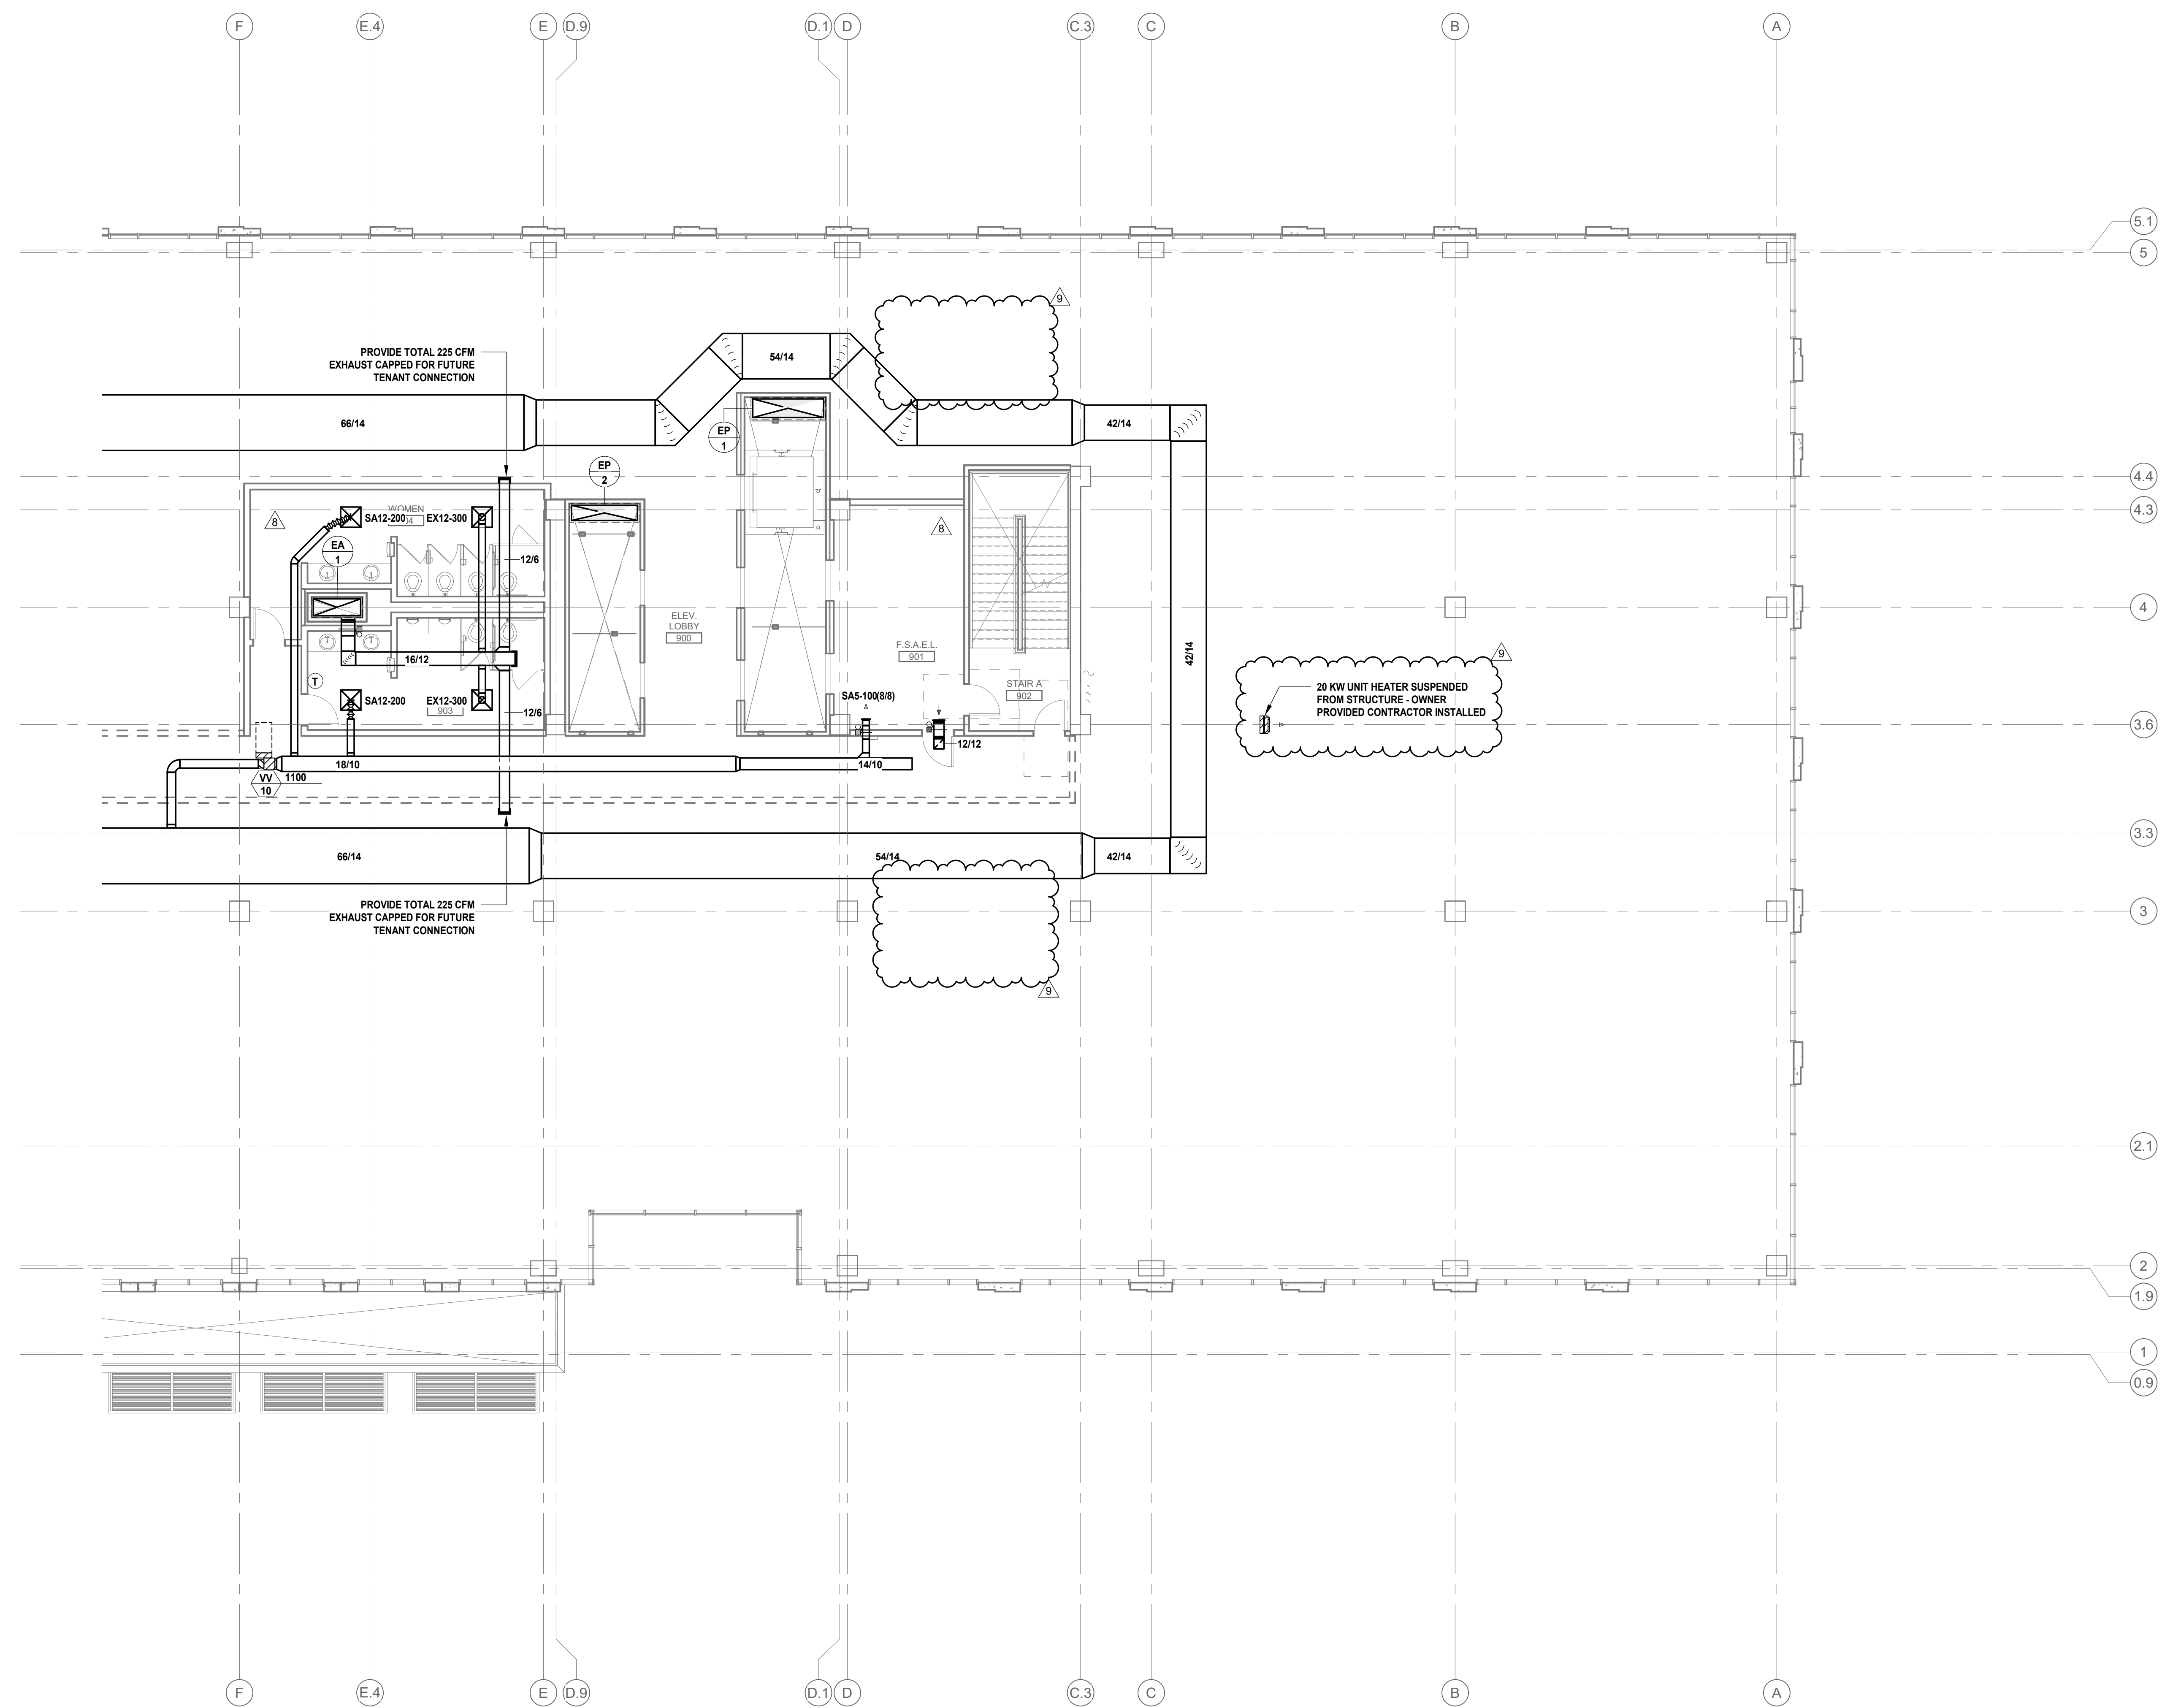 F E.4 E D.9 D.1 D C.3 C B A
5.1
5
9
PROVIDE TOTAL 225 CFM
EXHAUST CAPPED FOR FUTURE
TENANT CONNECTION
54/14
66/14
42/14
EP
1
4.4
EP
2
4.3
WOMEN
SA12-200
EX12-300
8
8
EA
1
12/6
4
ELEV.
LOBBY
900
F.S.A.E.L.
901
42/14
9
16/12
T
STAIR A
902
20 KW UNIT HEATER SUSPENDED
FROM STRUCTURE - OWNER
PROVIDED CONTRACTOR INSTALLED
SA12-200
EX12-300
903
SA5-100(8/8)
12/6
3.6
12/12
18/10
14/10
VV
10
1100
3.3
66/14
54/14
42/14
PROVIDE TOTAL 225 CFM
EXHAUST CAPPED FOR FUTURE
TENANT CONNECTION
3
9
2.1
2
1.9
1
0.9
F E.4 E D.9 D.1 D C.3 C B A